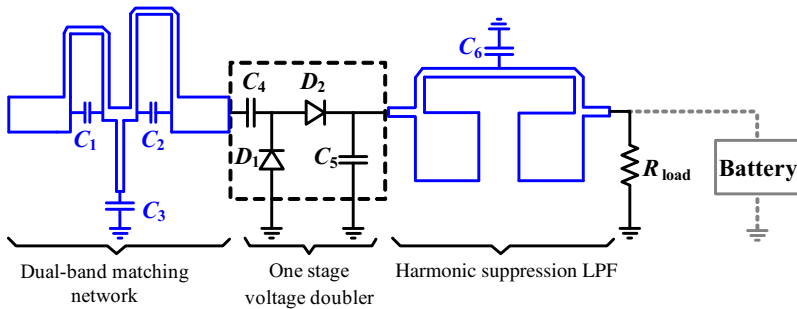 C6
C4
D2
C1
C2
D1
C5
Rload
Battery
C3
Dual-band matching
network
One stage
voltage doubler
Harmonic suppression LPF